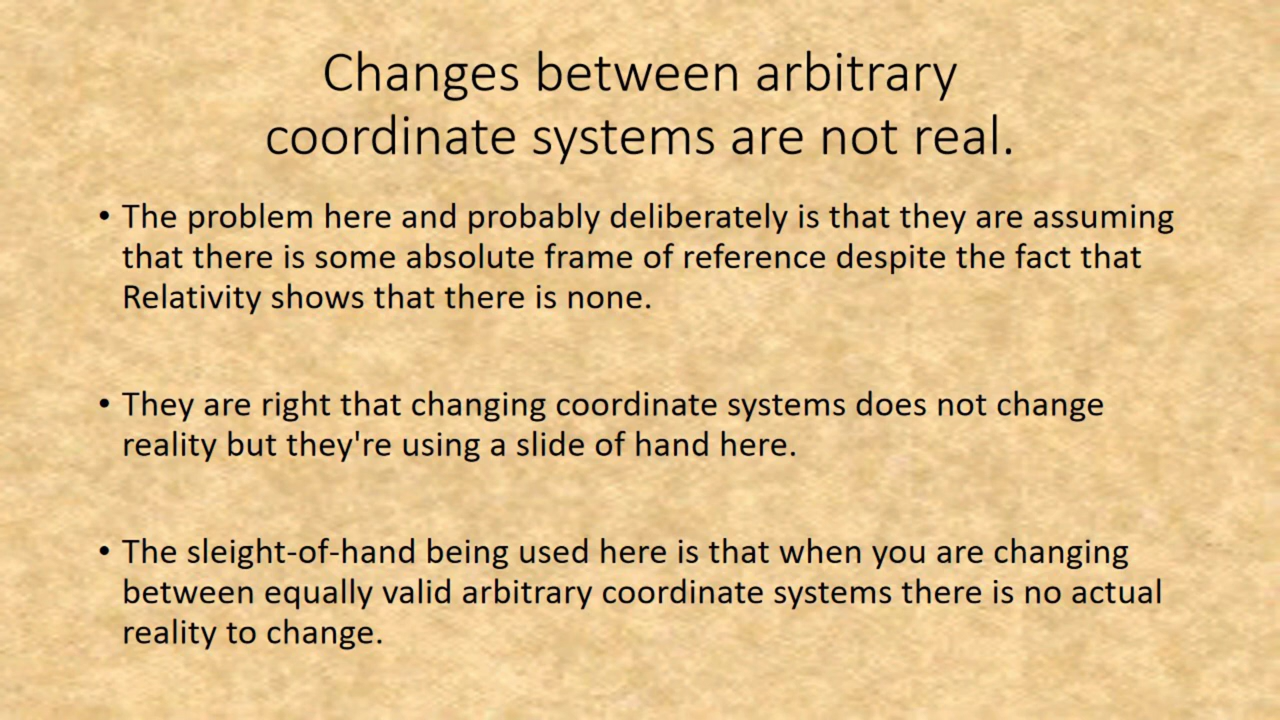 Changes between arbitrary
coordinate systems are not real.
• The problem here and probably deliberately is that they are assuming
that there is some absolute frame of reference despite the fact that
Relativity shows that there is none.
• They are right that changing coordinate systems does not change
reality but they're using a slide of hand here.
• The sleight-of-hand being used here is that when you are changing
between equally valid arbitrary coordinate systems there is no actual
reality to change.